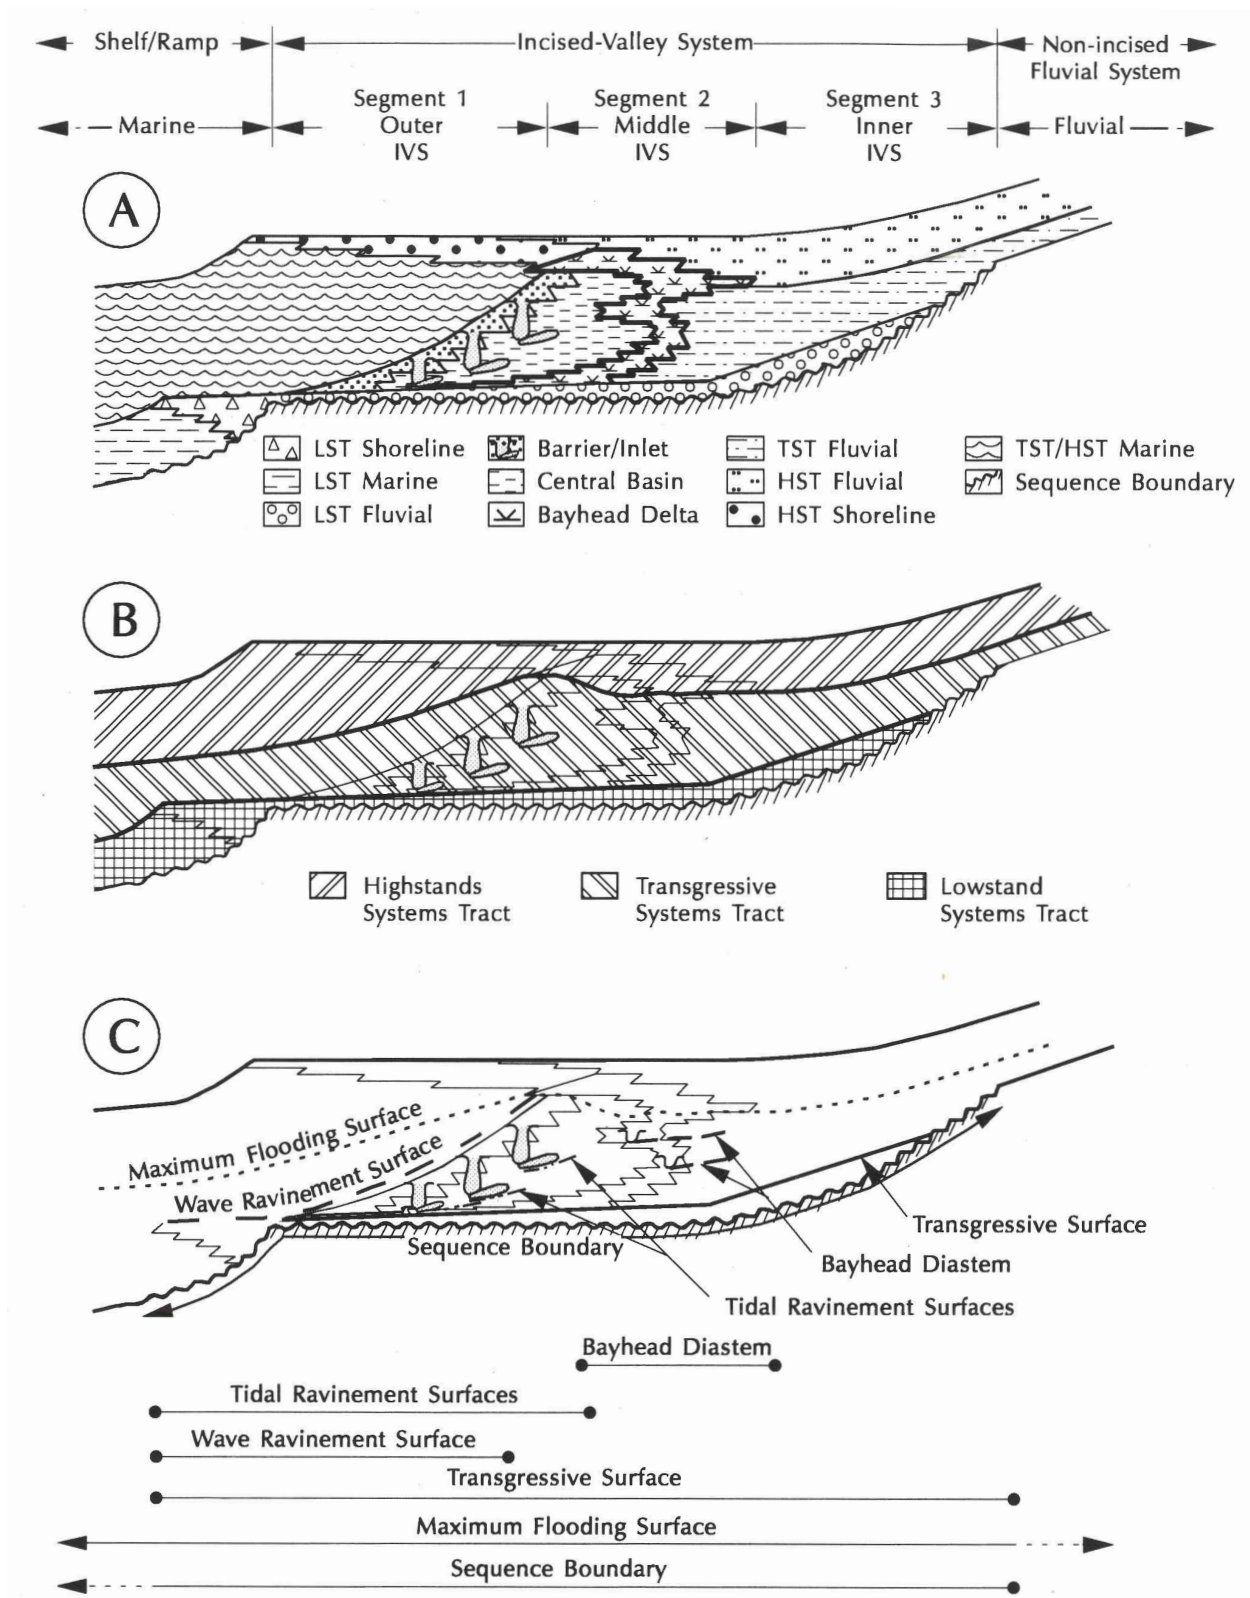 Shelf/Ramp
Incised-Valley System
Non-incised
Fluvial System
Segment 1
Outer
IVS
Segment 2
Middle
IVS
Segment 3
Inner
IVS
Marine
Fluvial
A
LST Shoreline
Barrier/Inlet
TST Fluvial
TST/HST Marine
LST Marine
Central Basin
HST Fluvial
Sequence Boundary
LST Fluvial
Bayhead Delta
HST Shoreline
B
Highstands
Systems Tract
Transgressive
Systems Tract
Lowstand
Systems Tract
C
Maximum Flooding Surface
Wave Ravinement Surface
Sequence Boundary
Transgressive Surface
Bayhead Diastem
Tidal Ravinement Surfaces
Bayhead Diastem
Tidal Ravinement Surfaces
Wave Ravinement Surface
Transgressive Surface
Maximum Flooding Surface
Sequence Boundary